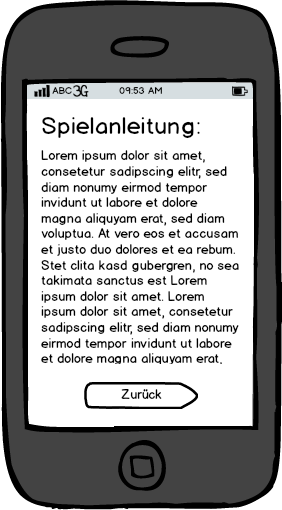 ABC 3G 09:53 AM
Spielanleitung:
Lorem ipsum dolor sit amet,
consetetur sadipscing elitr, sed
diam nonumy eirmod tempor
invidunt ut labore et dolore
magna aliquyam erat, sed diam
voluptua. At vero eos et accusam
et justo duo dolores et ea rebum.
Stet clita kasd gubergren, no sea
takimata sanctus est Lorem
ipsum dolor sit amet. Lorem
ipsum dolor sit amet, consetetur
sadipscing elitr, sed diam nonumy
eirmod tempor invidunt ut labore
et dolore magna aliquyam erat,
Zurück